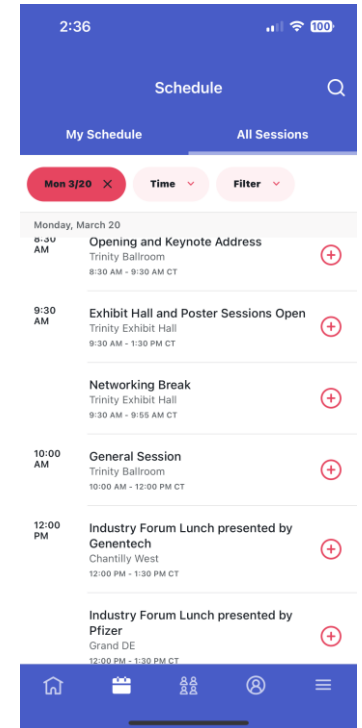 2:36
100
Schedule
My Schedule
All Sessions
Mon 3/20
Time
Filter
Monday, March 20
8:30
AM
Opening and Keynote Address
Trinity Ballroom
8:30 AM - 9:30 AM CT
9:30
AM
Exhibit Hall and Poster Sessions Open
Trinity Exhibit Hall
9:30 AM - 1:30 PM CT
Networking Break
Trinity Exhibit Hall
9:30 AM - 9:55 AM CT
10:00
AM
General Session
Trinity Ballroom
10:00 AM - 12:00 PM CT
12:00
PM
Industry Forum Lunch presented by
Genentech
Chantilly West
12:00 PM - 1:30 PM CT
Industry Forum Lunch presented by
Pfizer
Grand DE
12:00 PM - 1:30 PM CT